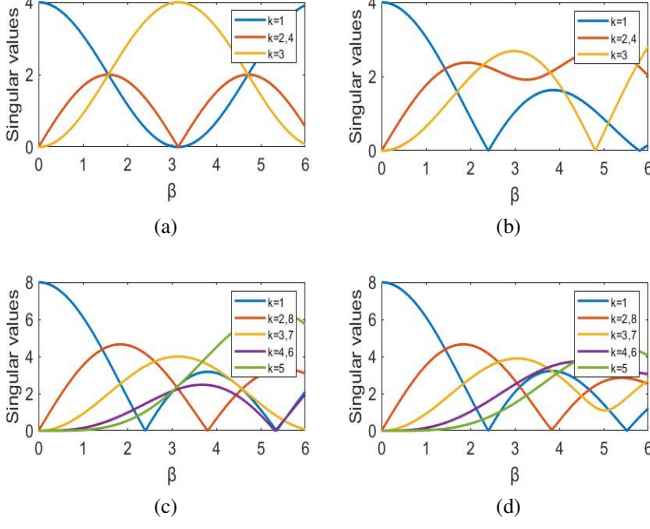 Singular values
4
2
0
0 1 2 3 4 5 6
β
k=1
k=2,4
k=3
(a)
Singular values
4
2
0
0 1 2 3 4 5 6
β
k=1
k=2,4
k=3
(b)
Singular values
8
6
4
2
0
0 1 2 3 4 5 6
β
k=1
k=2,8
k=3,7
k=4,6
k=5
(c)
Singular values
8
6
4
2
0
0 1 2 3 4 5 6
β
k=1
k=2,8
k=3,7
k=4,6
k=5
(d)